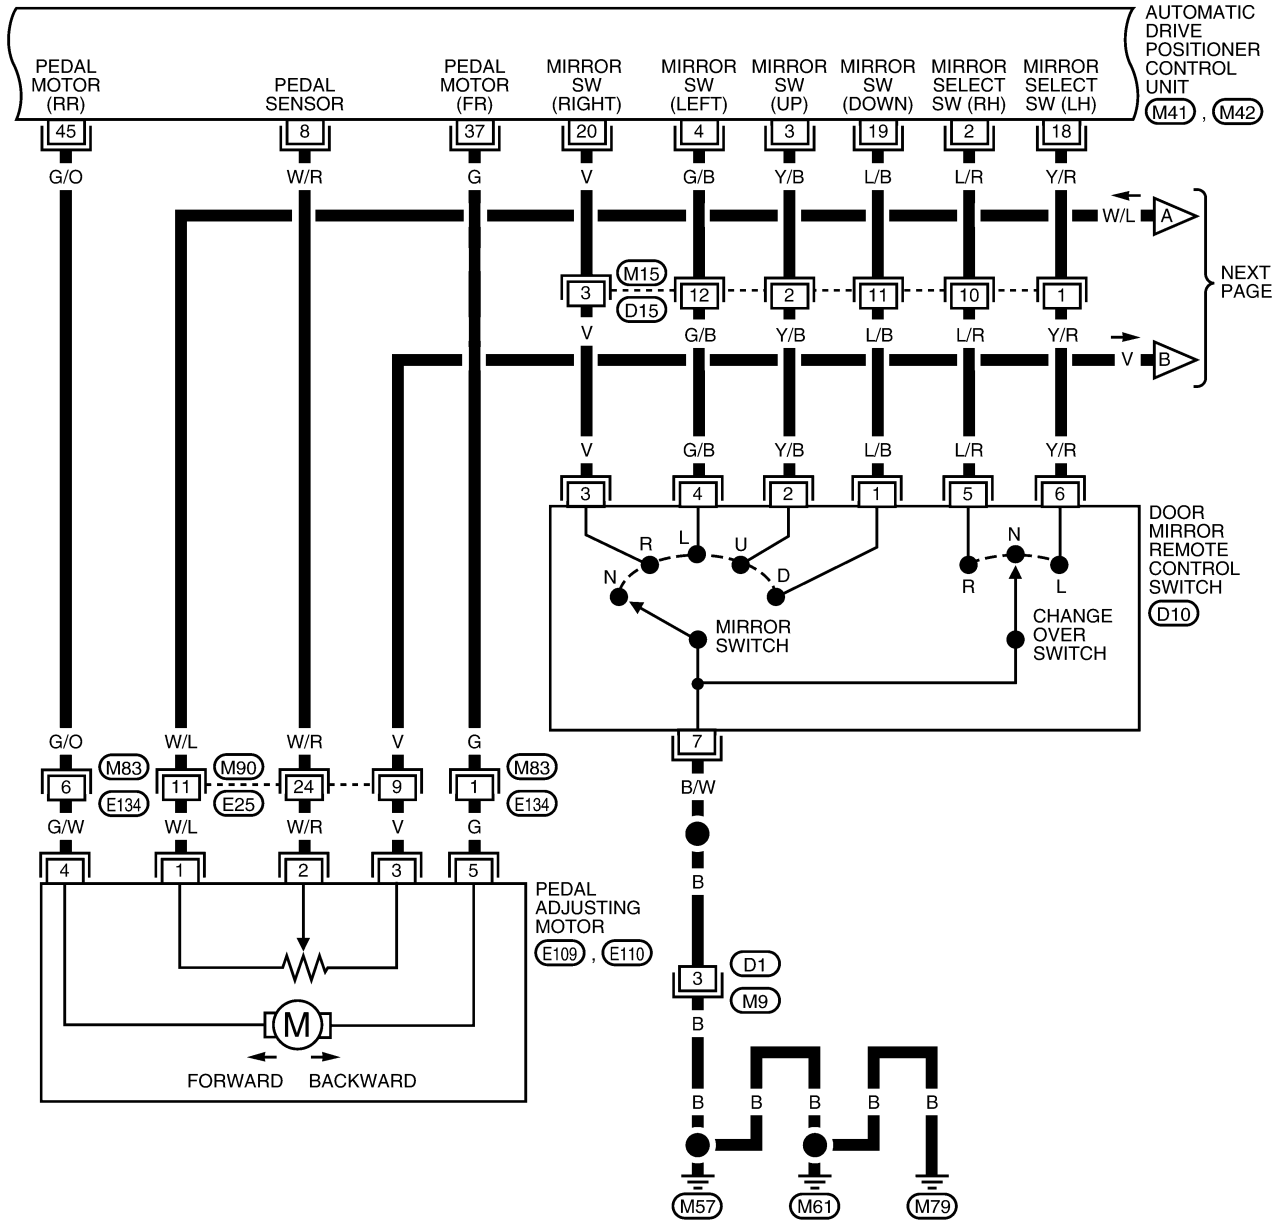 AUTOMATIC
DRIVE
POSITIONER
CONTROL
UNIT
M41 , M42
PEDAL
MOTOR
(RR)
PEDAL
SENSOR
PEDAL
MOTOR
(FR)
MIRROR
SW
(RIGHT)
MIRROR
SW
(LEFT)
MIRROR
SW
(UP)
MIRROR
SW
(DOWN)
MIRROR
SELECT
SW (RH)
MIRROR
SELECT
SW (LH)
45 8 37 20 4 3 19 2 18
G/O W/R G V G/B Y/B L/B L/R Y/R
W/L A
M15
3 12 2 11 10 1
D15
NEXT
PAGE
V G/B Y/B L/B L/R Y/R
V B
V G/B Y/B L/B L/R Y/R
3 4 2 1 5 6
DOOR
MIRROR
REMOTE
CONTROL
SWITCH
D10
N R L U D
R N L
MIRROR
SWITCH
CHANGE
OVER
SWITCH
7
B/W
B
3
D1
M9
B
B B B B B
M57 M61 M79
G/O W/L W/R V G
6 M83 11 M90 24 9 1 M83
E134 E25 E134
G/W W/L W/R V G
4 1 2 3 5
PEDAL
ADJUSTING
MOTOR
E109 , E110
M
FORWARD BACKWARD